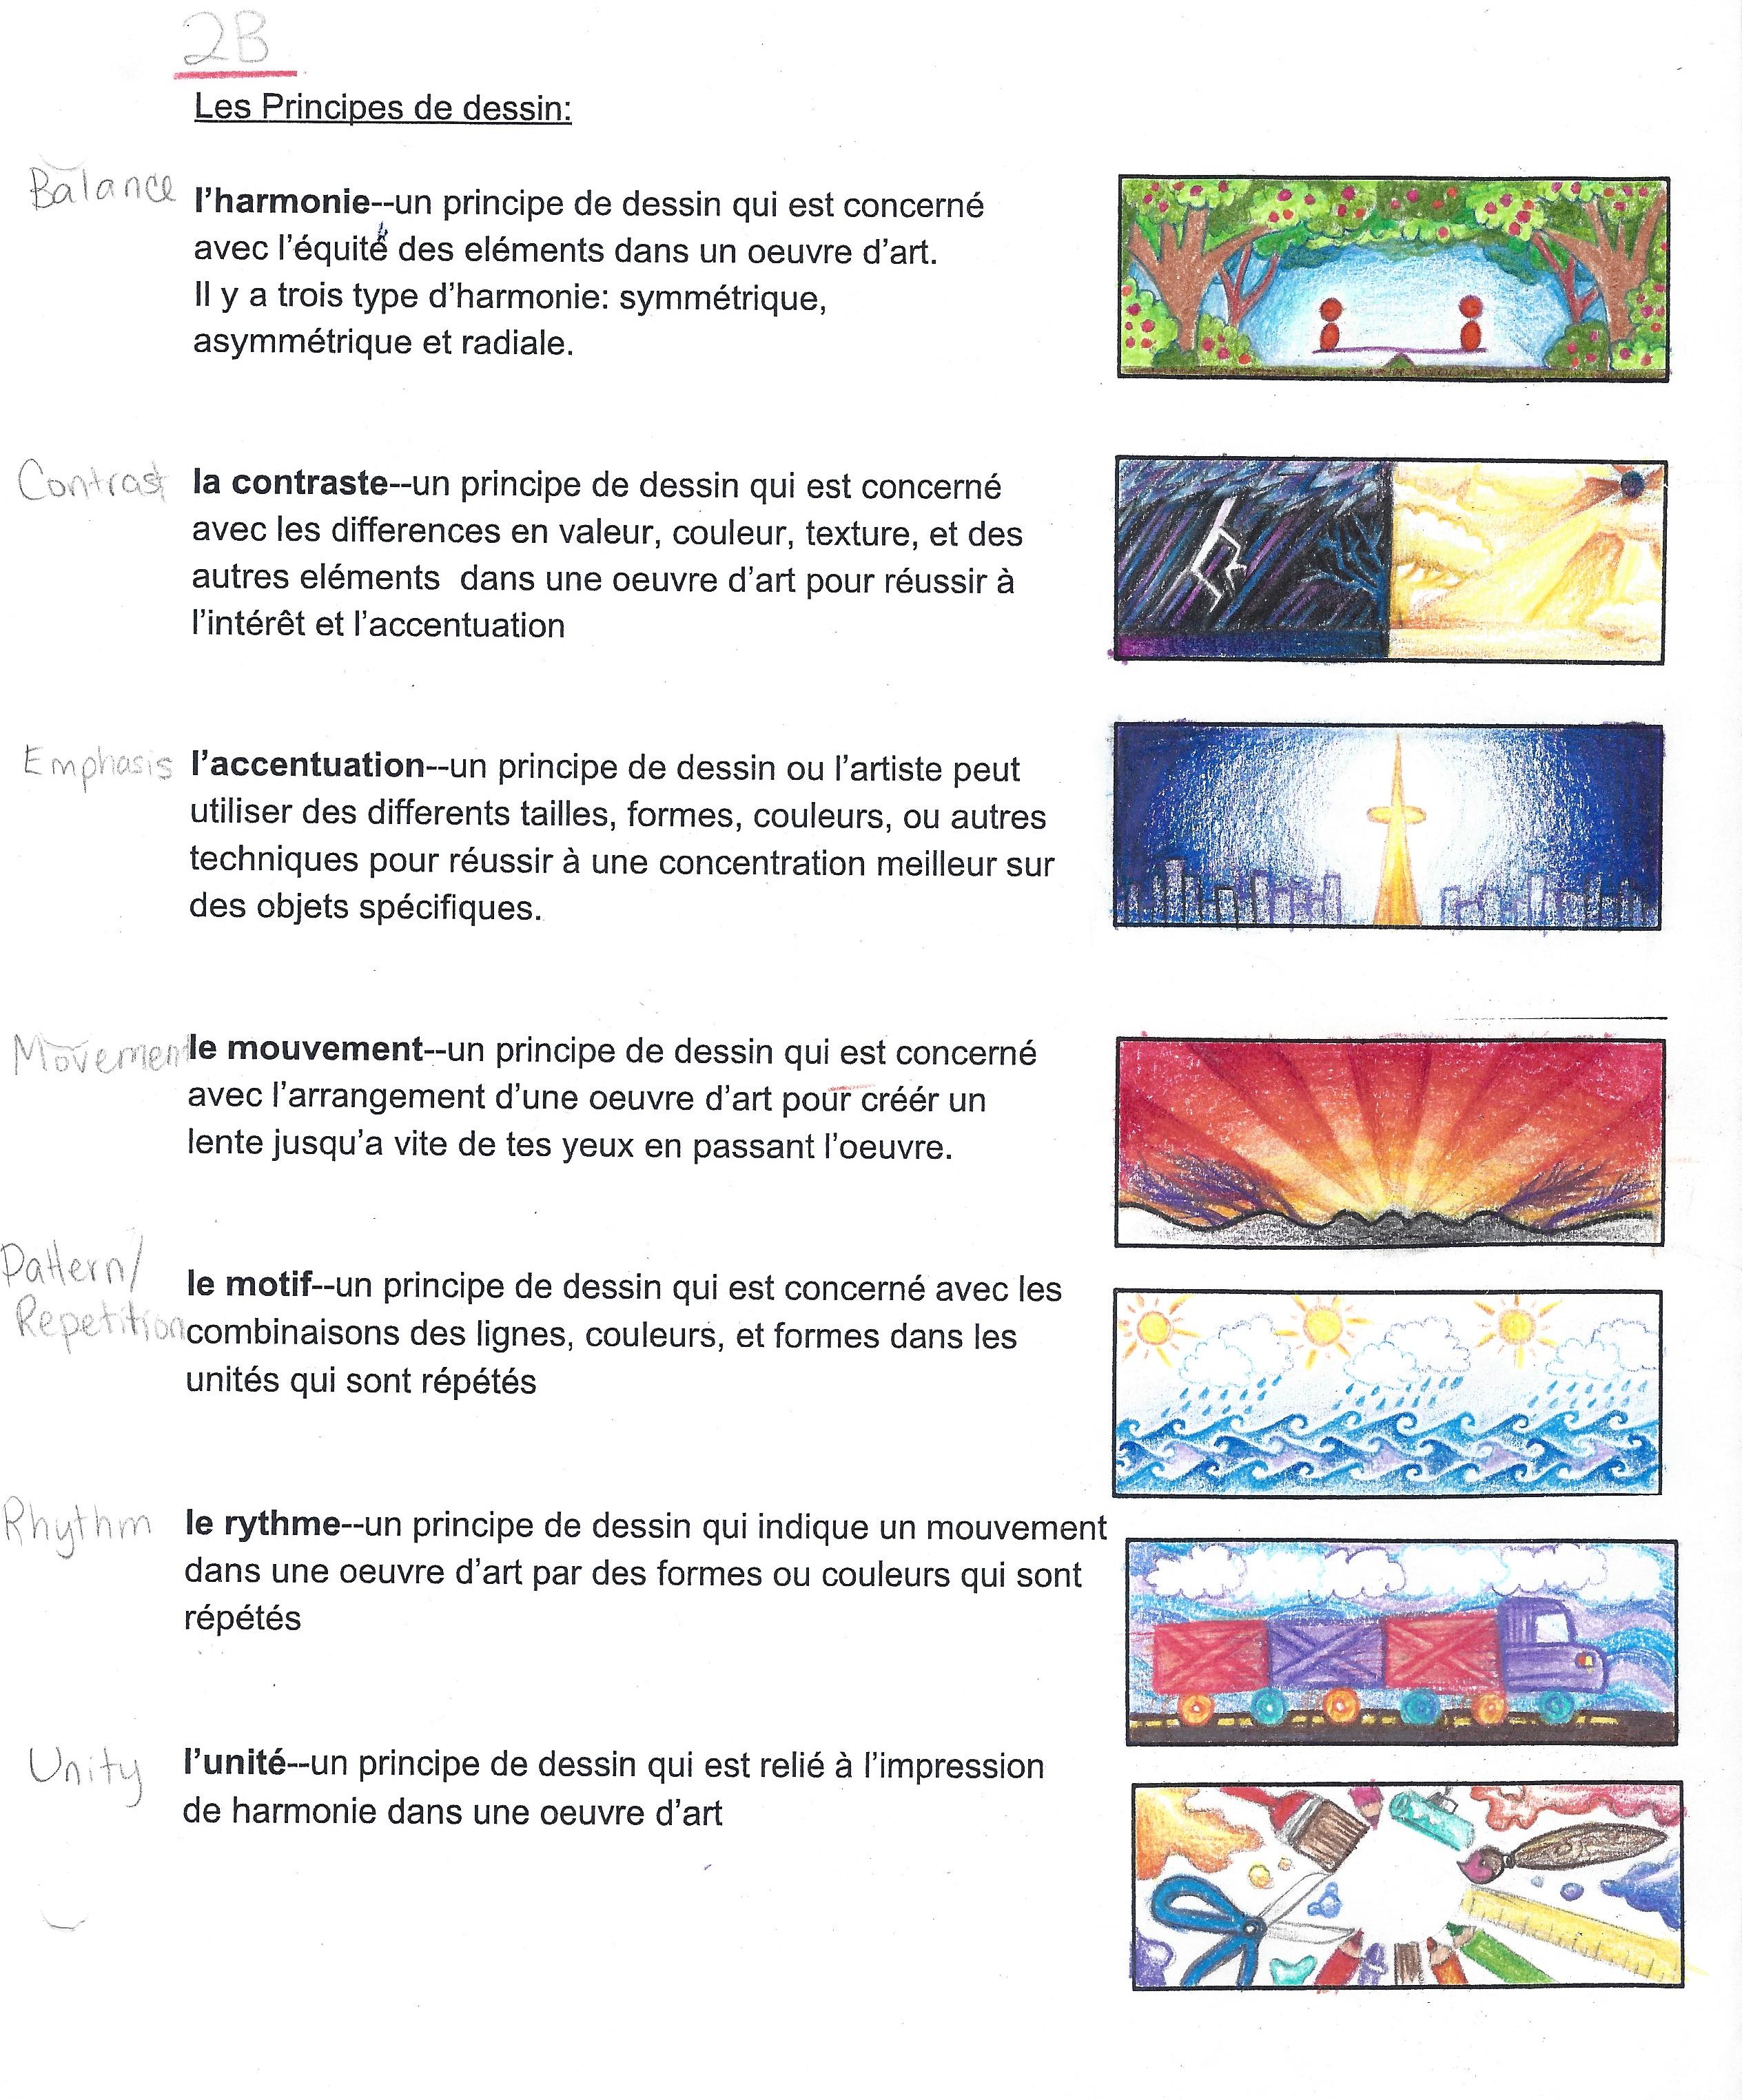 2B
Les Principes de dessin:
Balance
l'harmonie--un principe de dessin qui est concerné
avec l'équité des eléments dans un oeuvre d'art.
Il y a trois type d'harmonie: symmétrique,
asymmétrique et radiale.
Contrast
la contraste--un principe de dessin qui est concerné
avec les differences en valeur, couleur, texture, et des
autres eléments  dans une oeuvre d'art pour réussir à
l'intérêt et l'accentuation
Emphasis
l'accentuation--un principe de dessin ou l'artiste peut
utiliser des differents tailles, formes, couleurs, ou autres
techniques pour réussir à une concentration meilleur sur
des objets spécifiques.
Movement
le mouvement--un principe de dessin qui est concerné
avec l'arrangement d'une oeuvre d'art pour créér un
lente jusqu'a vite de tes yeux en passant l'oeuvre.
Pattern/
Repetition
le motif--un principe de dessin qui est concerné avec les
combinaisons des lignes, couleurs, et formes dans les
unités qui sont répétés
Rhythm
le rythme--un principe de dessin qui indique un mouvement
dans une oeuvre d'art par des formes ou couleurs qui sont
répétés
Unity
l'unité--un principe de dessin qui est relié à l'impression
de harmonie dans une oeuvre d'art